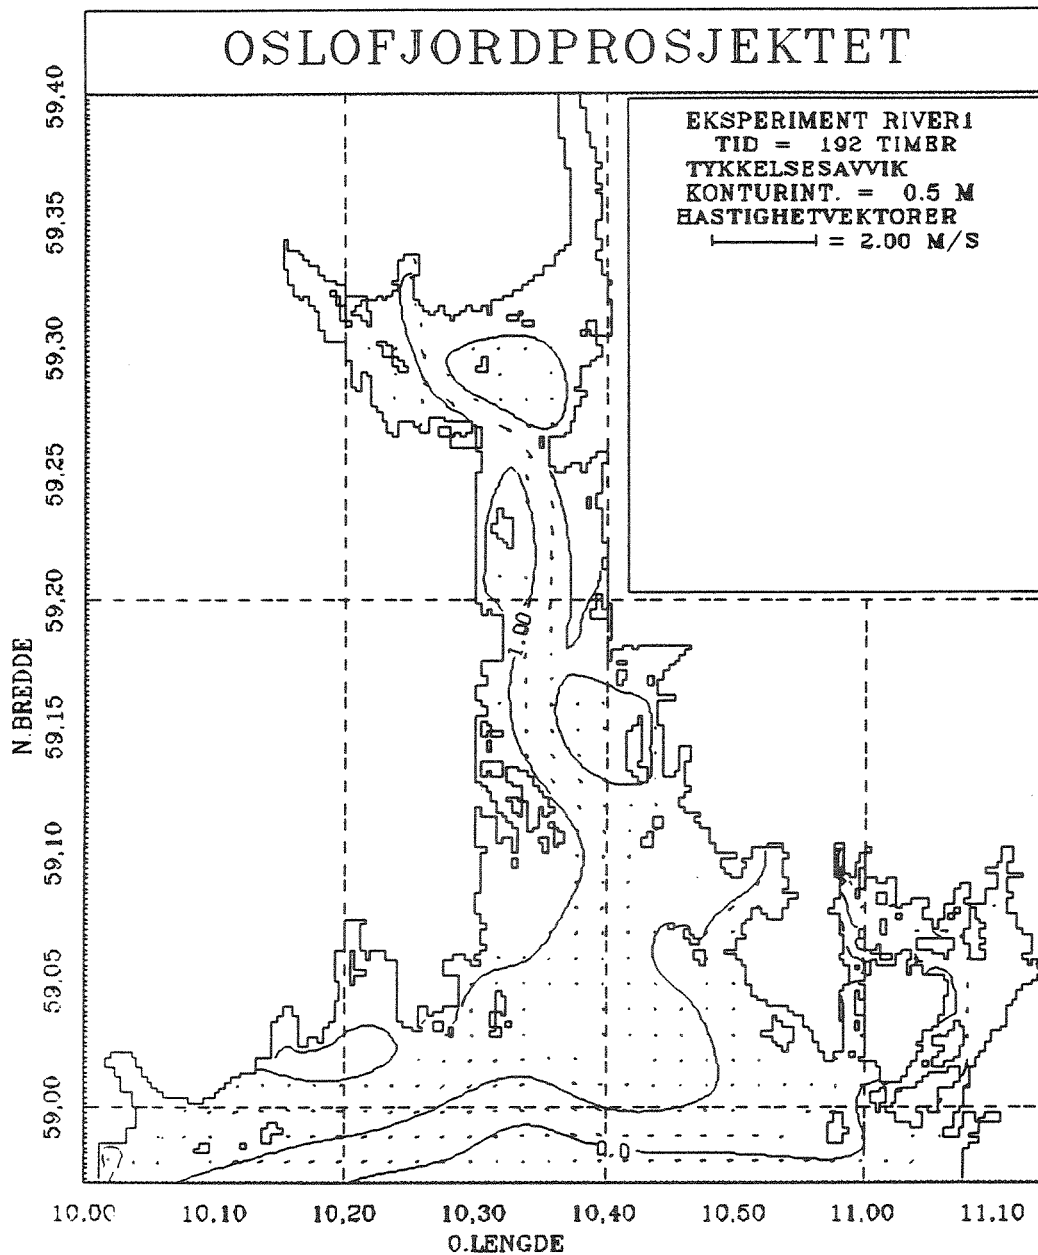 OSLOFJORDPROSJEKTET
EKSPERIMENT RIVER1
TID = 192 TIMER
TYKKELSESAVVIK
KONTURINT. = 0.5 M
HASTIGHETVEKTORER
= 2.00 M/S
59,40
59,35
59,30
59,25
59,20
59,15
59,10
59,05
59,00
N.BREDDE
1.00
10,00 10,10 10,20 10,30 10,40 10,50 11,00 11,10
O.LENGDE